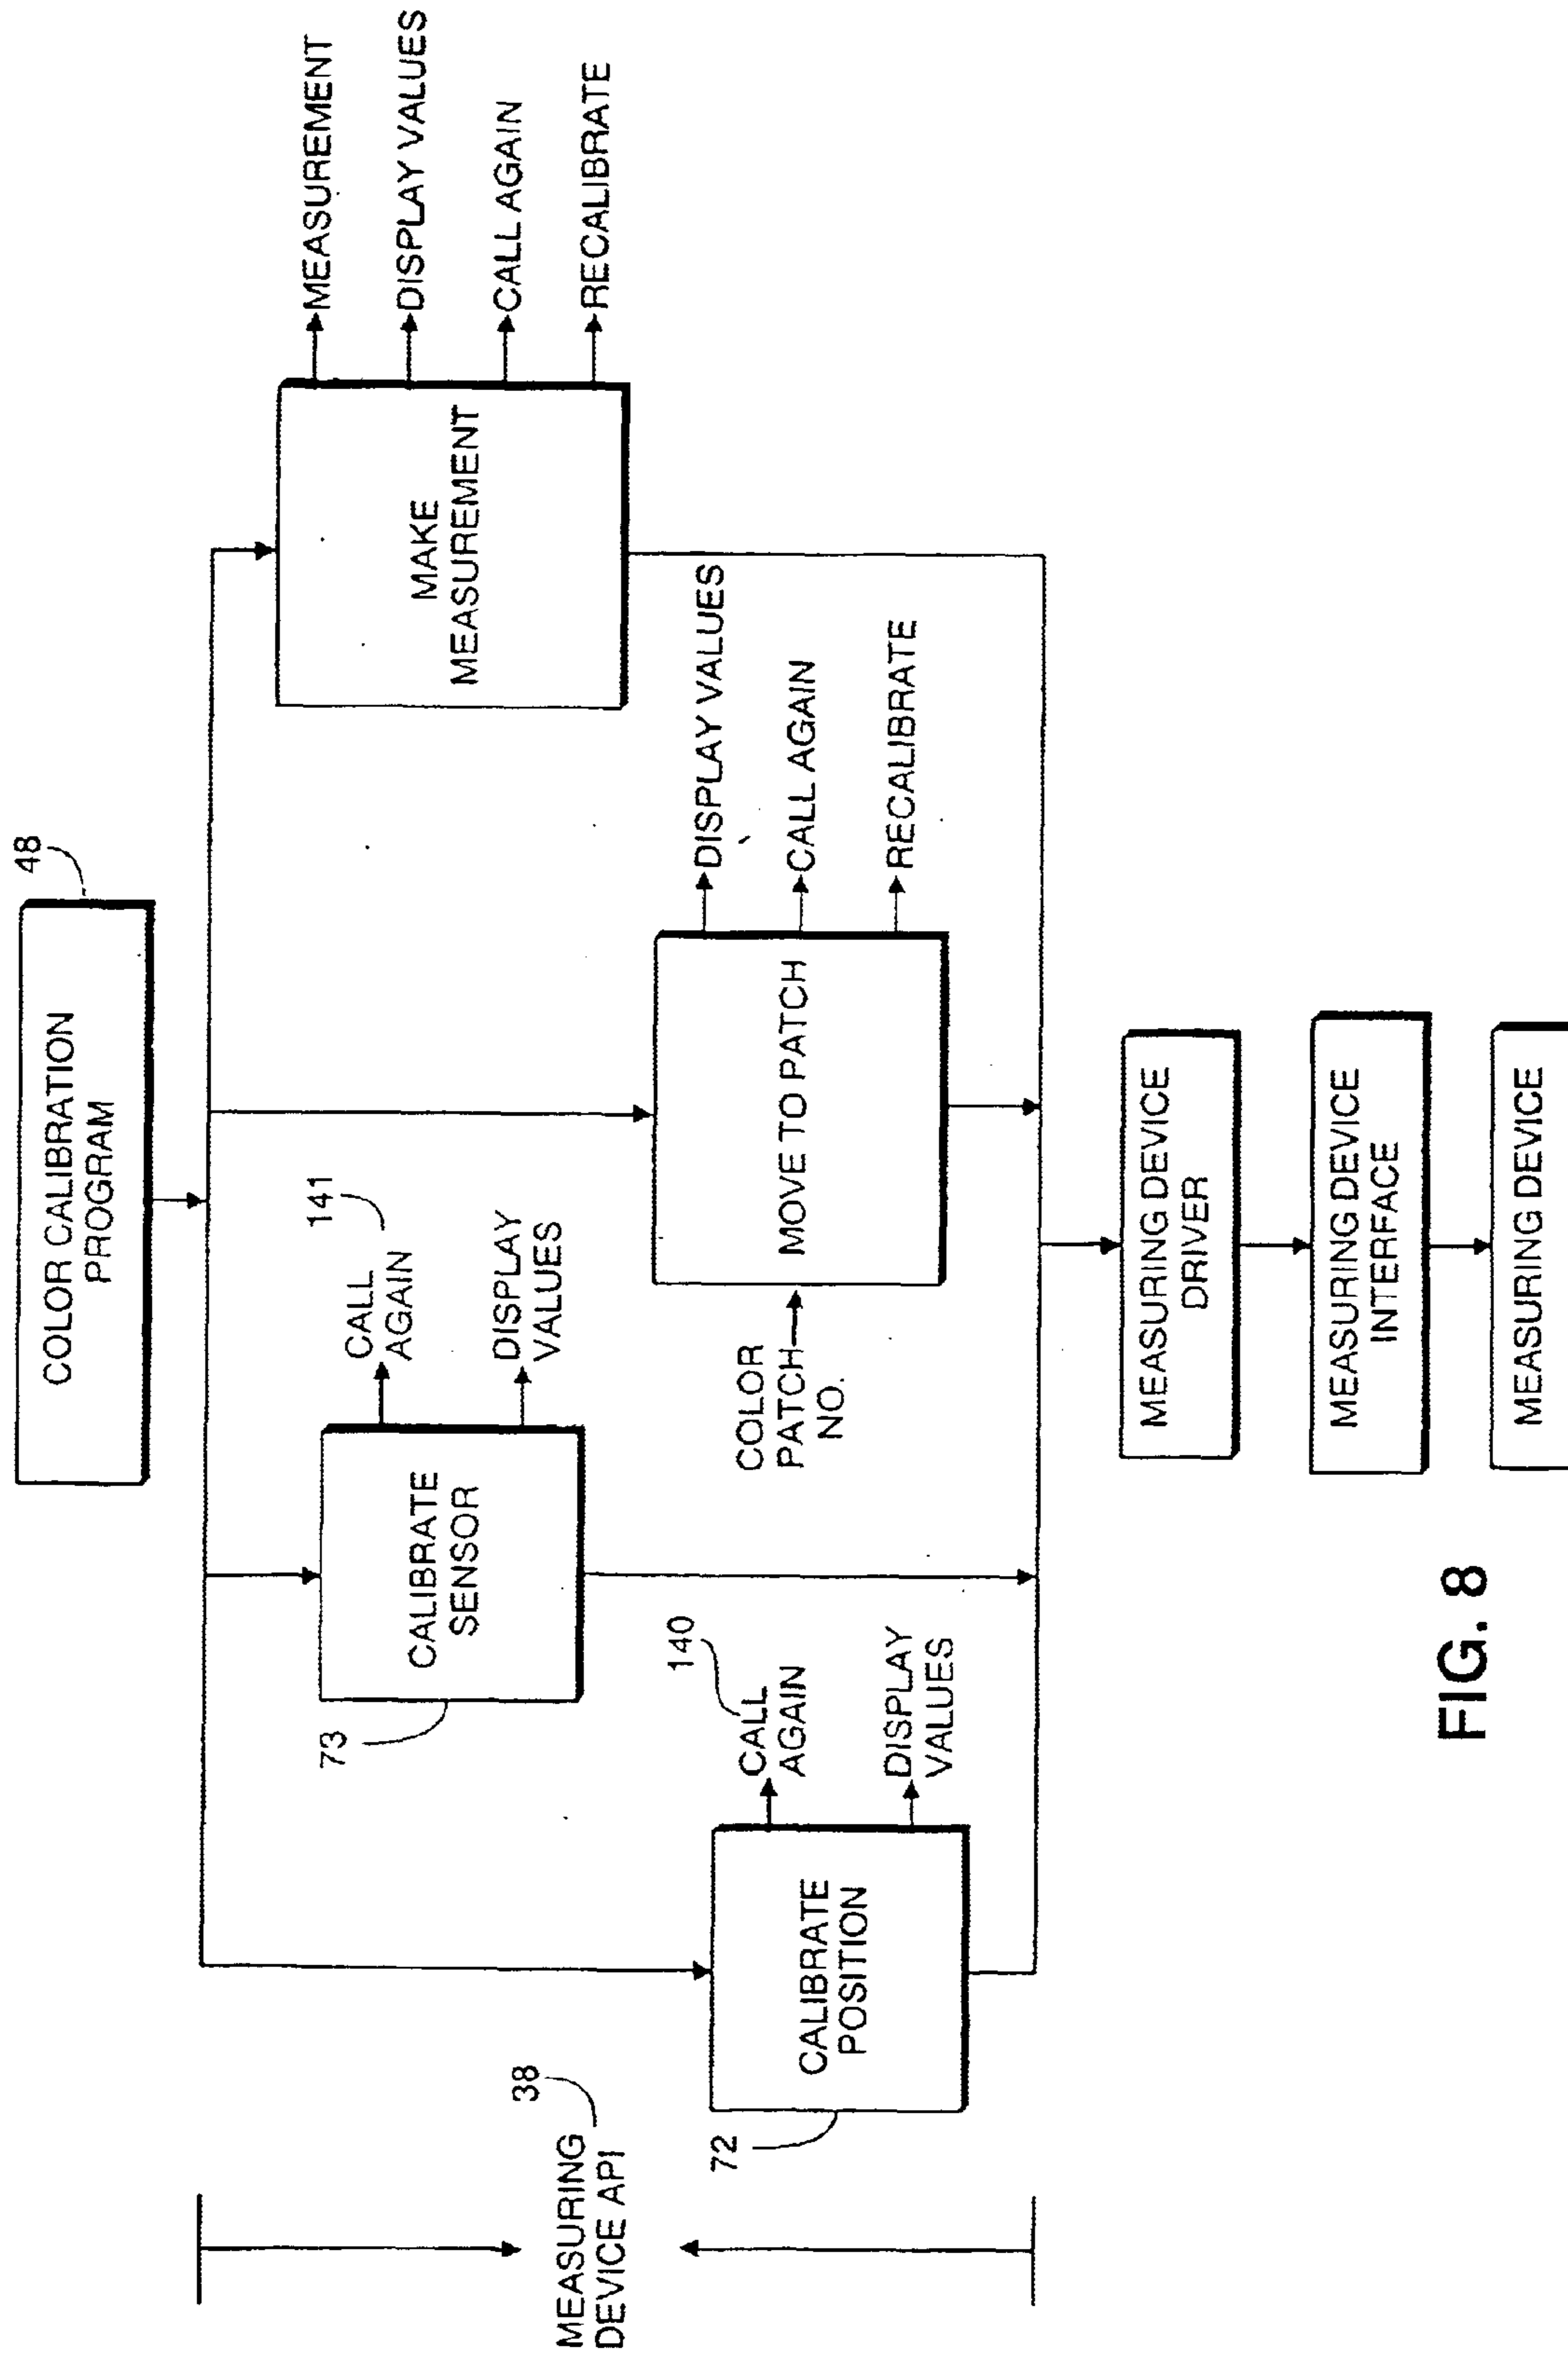 48
COLOR CALIBRATION
PROGRAM
MEASURING
DEVICE API
38
72
CALIBRATE
POSITION
140
CALL
AGAIN
DISPLAY
VALUES
73
CALIBRATE
SENSOR
141
CALL
AGAIN
DISPLAY
VALUES
COLOR
PATCH
NO.
MOVE TO PATCH
DISPLAY VALUES
CALL AGAIN
RECALIBRATE
MAKE
MEASUREMENT
MEASUREMENT
DISPLAY VALUES
CALL AGAIN
RECALIBRATE
MEASURING DEVICE
DRIVER
MEASURING DEVICE
INTERFACE
MEASURING DEVICE
FIG. 8